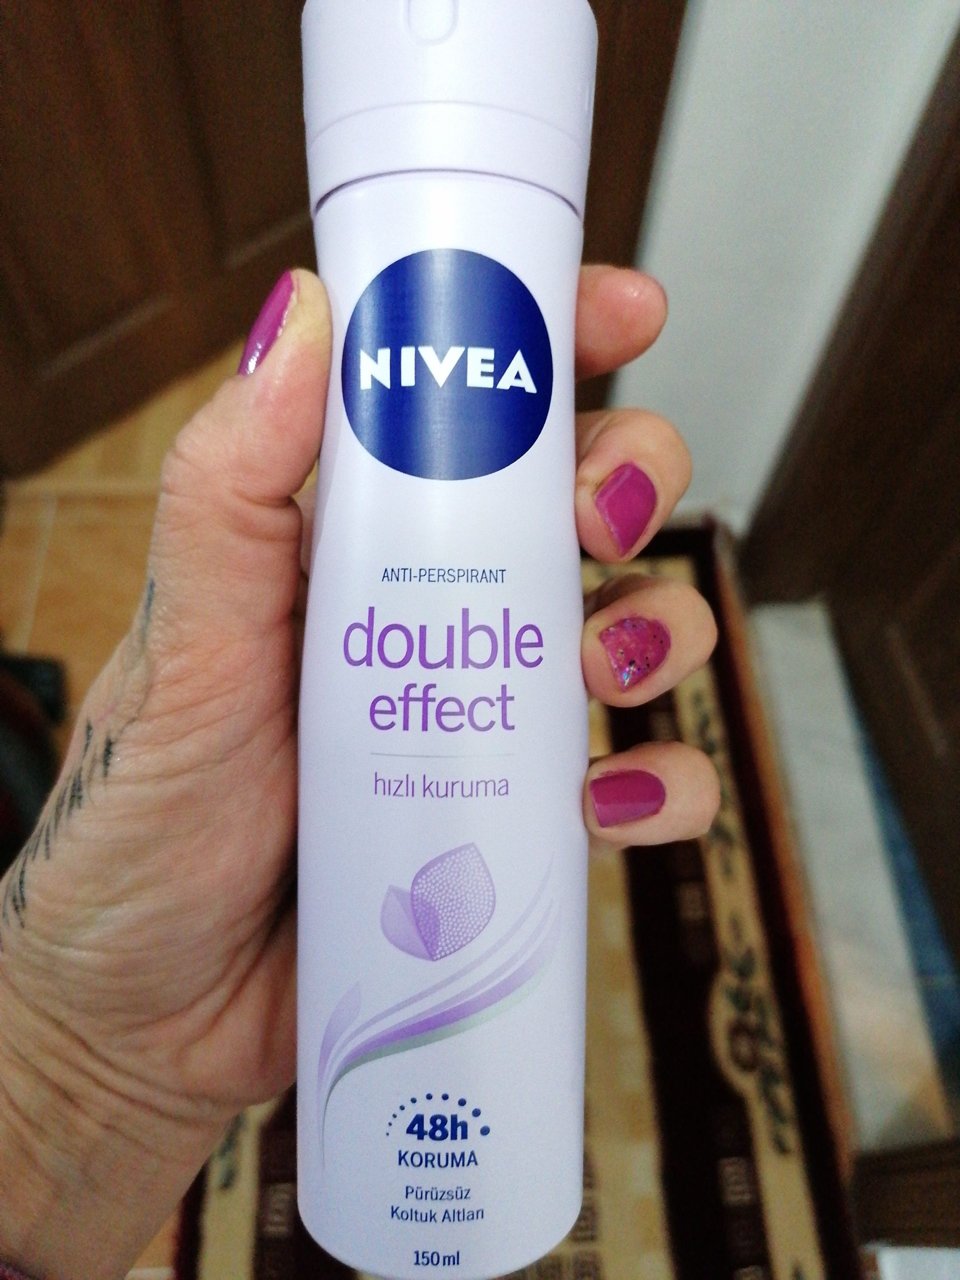 NIVEA
ANTI-PERSPIRANT
double
effect
hızlı kuruma
48h
KORUMA
Pürüzsüz
Koltuk Altları
150 ml